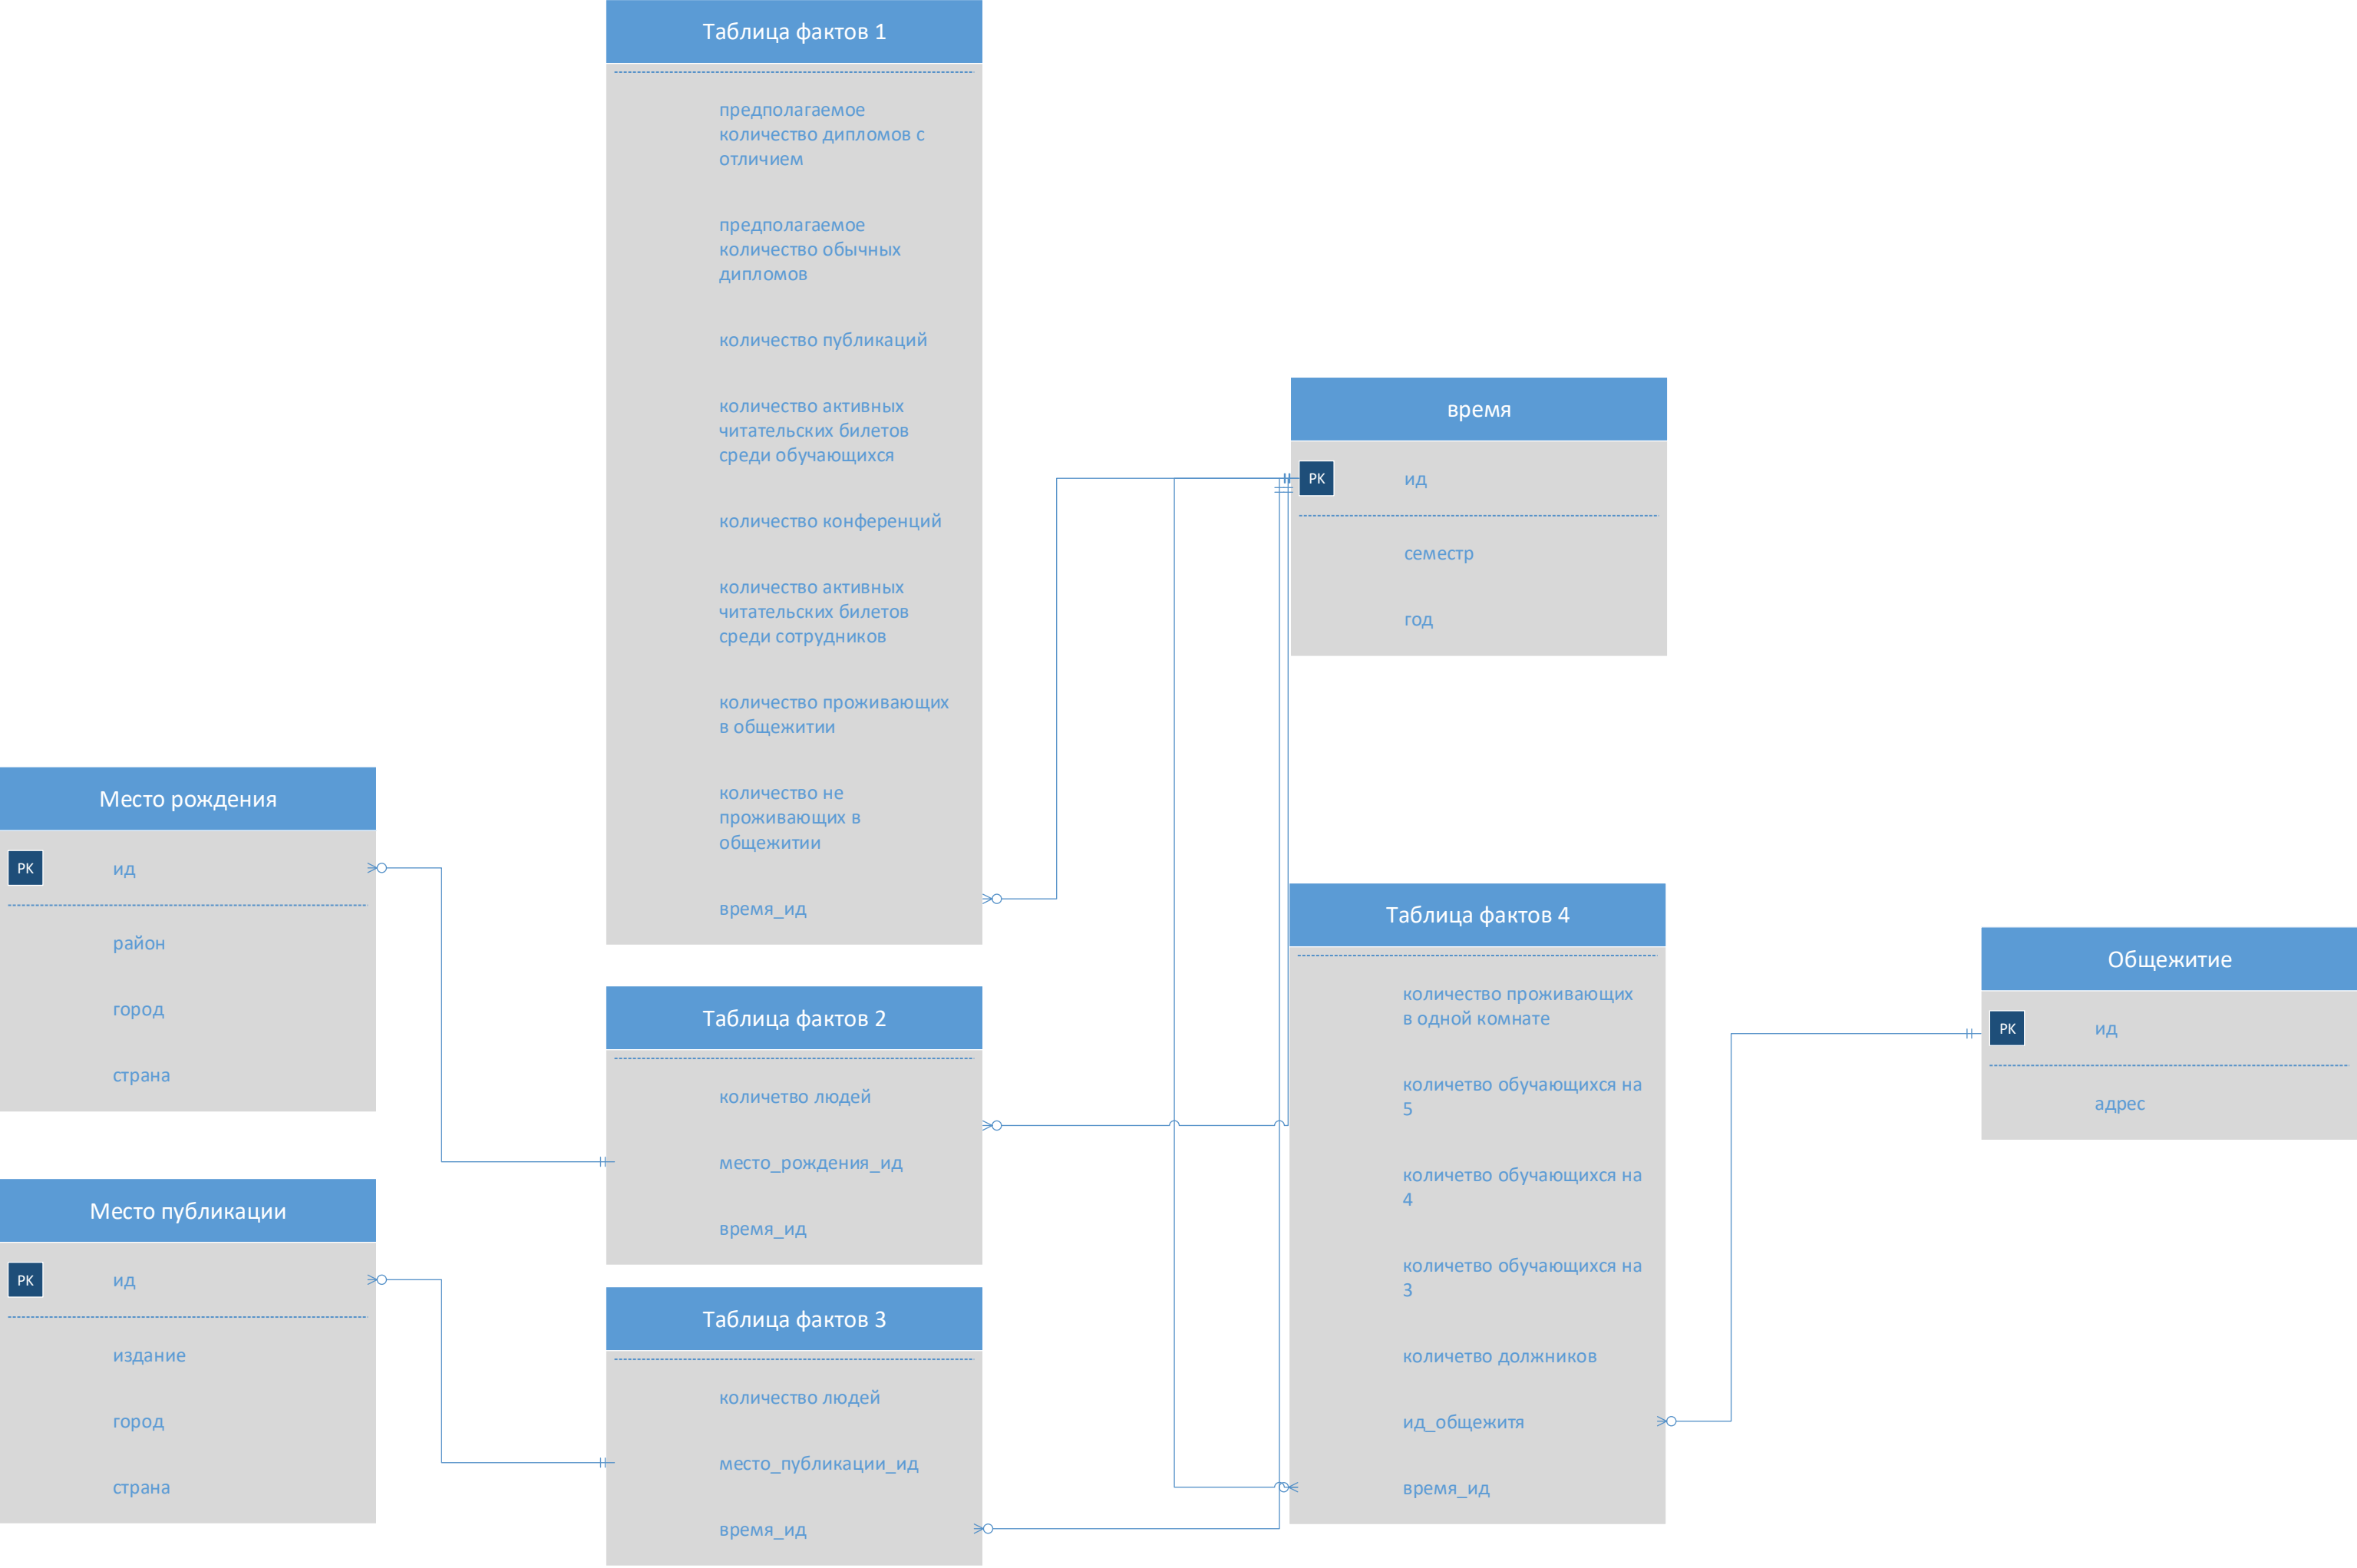 Таблица фактов 1
предполагаемое
количество дипломов с
отличием
предполагаемое
количество обычных
дипломов
количество публикаций
количество активных
читательских билетов
среди обучающихся
количество конференций
количество активных
читательских билетов
среди сотрудников
количество проживающих
в общежитии
количество не
проживающих в
общежитии
время_ид
время
PK
ид
семестр
год
Место рождения
PK
ид
район
город
страна
Таблица фактов 2
количетво людей
место_рождения_ид
время_ид
Место публикации
PK
ид
издание
город
страна
Таблица фактов 3
количество людей
место_публикации_ид
время_ид
Таблица фактов 4
количество проживающих
в одной комнате
количетво обучающихся на
5
количетво обучающихся на
4
количетво обучающихся на
3
количетво должников
ид_общежитя
время_ид
Общежитие
PK
ид
адрес